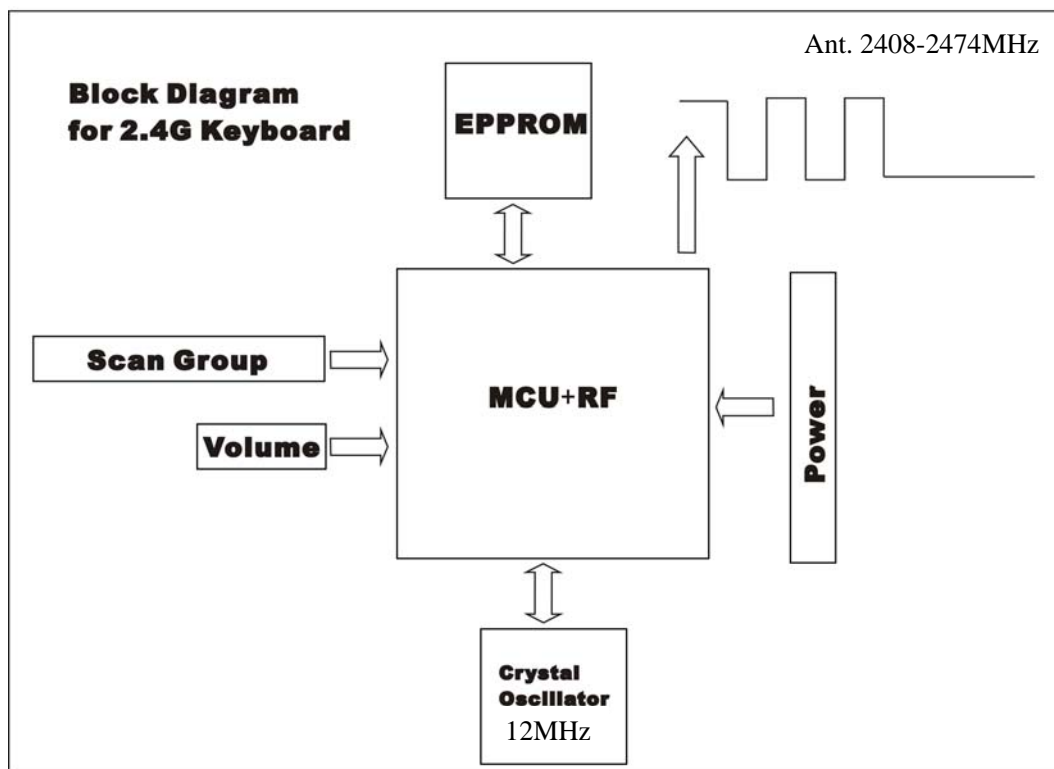 Ant. 2408-2474MHz
Block Diagram
for 2.4G Keyboard
EPPROM
Scan Group
MCU+RF
Volume
Power
Crystal
Oscillator
12MHz